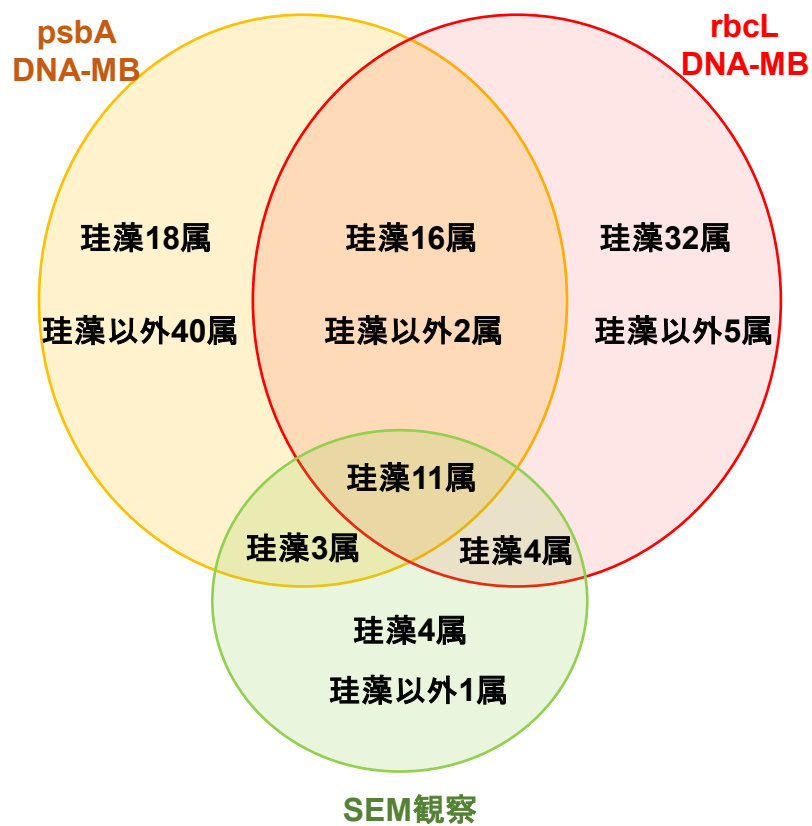 psbA
DNA-MB
rbcL
DNA-MB
珪藻18属
珪藻16属
珪藻32属
珪藻以外40属
珪藻以外2属
珪藻以外5属
珪藻11属
珪藻3属
珪藻4属
珪藻4属
珪藻以外1属
SEM観察